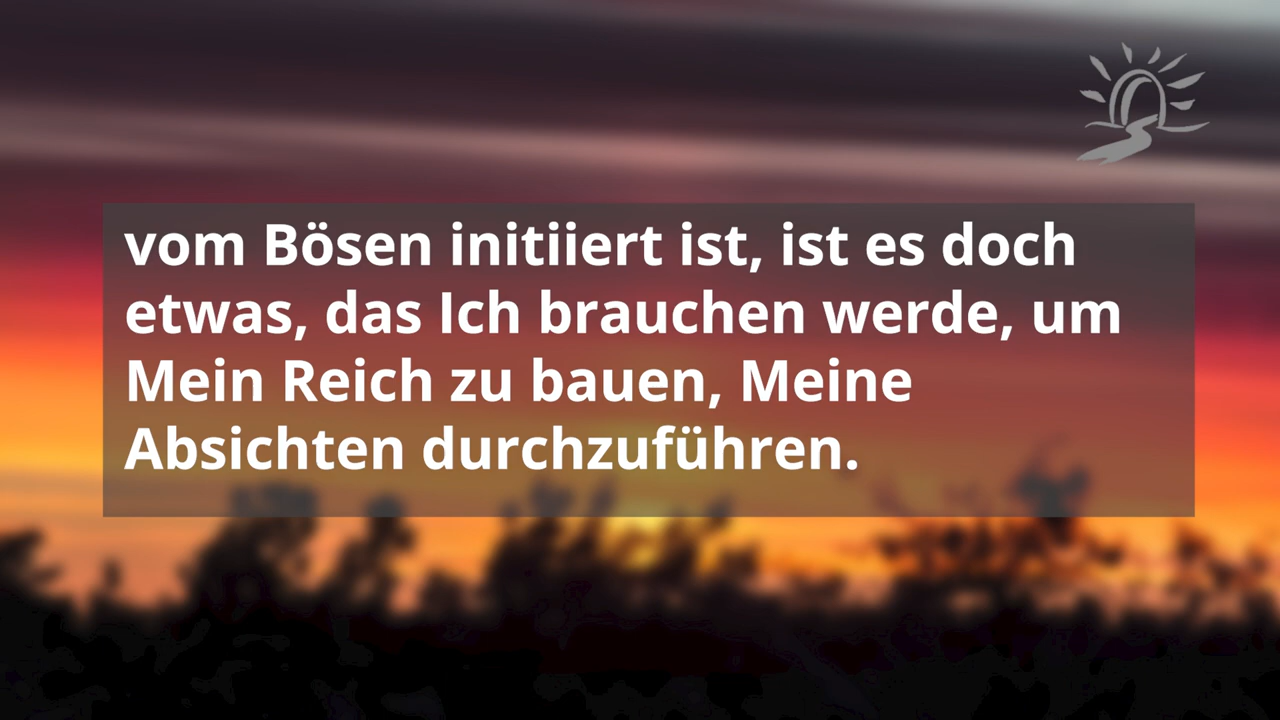 vom Bösen initiiert ist, ist es doch
etwas, das Ich brauchen werde, um
Mein Reich zu bauen, Meine
Absichten durchzuführen.